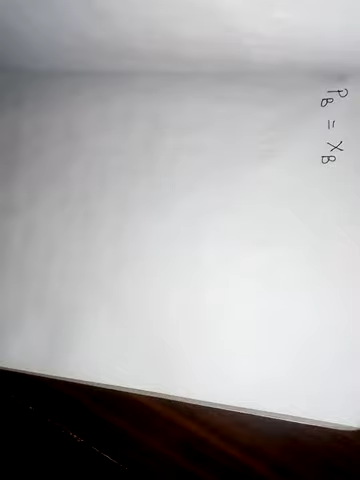 P_B = X_B